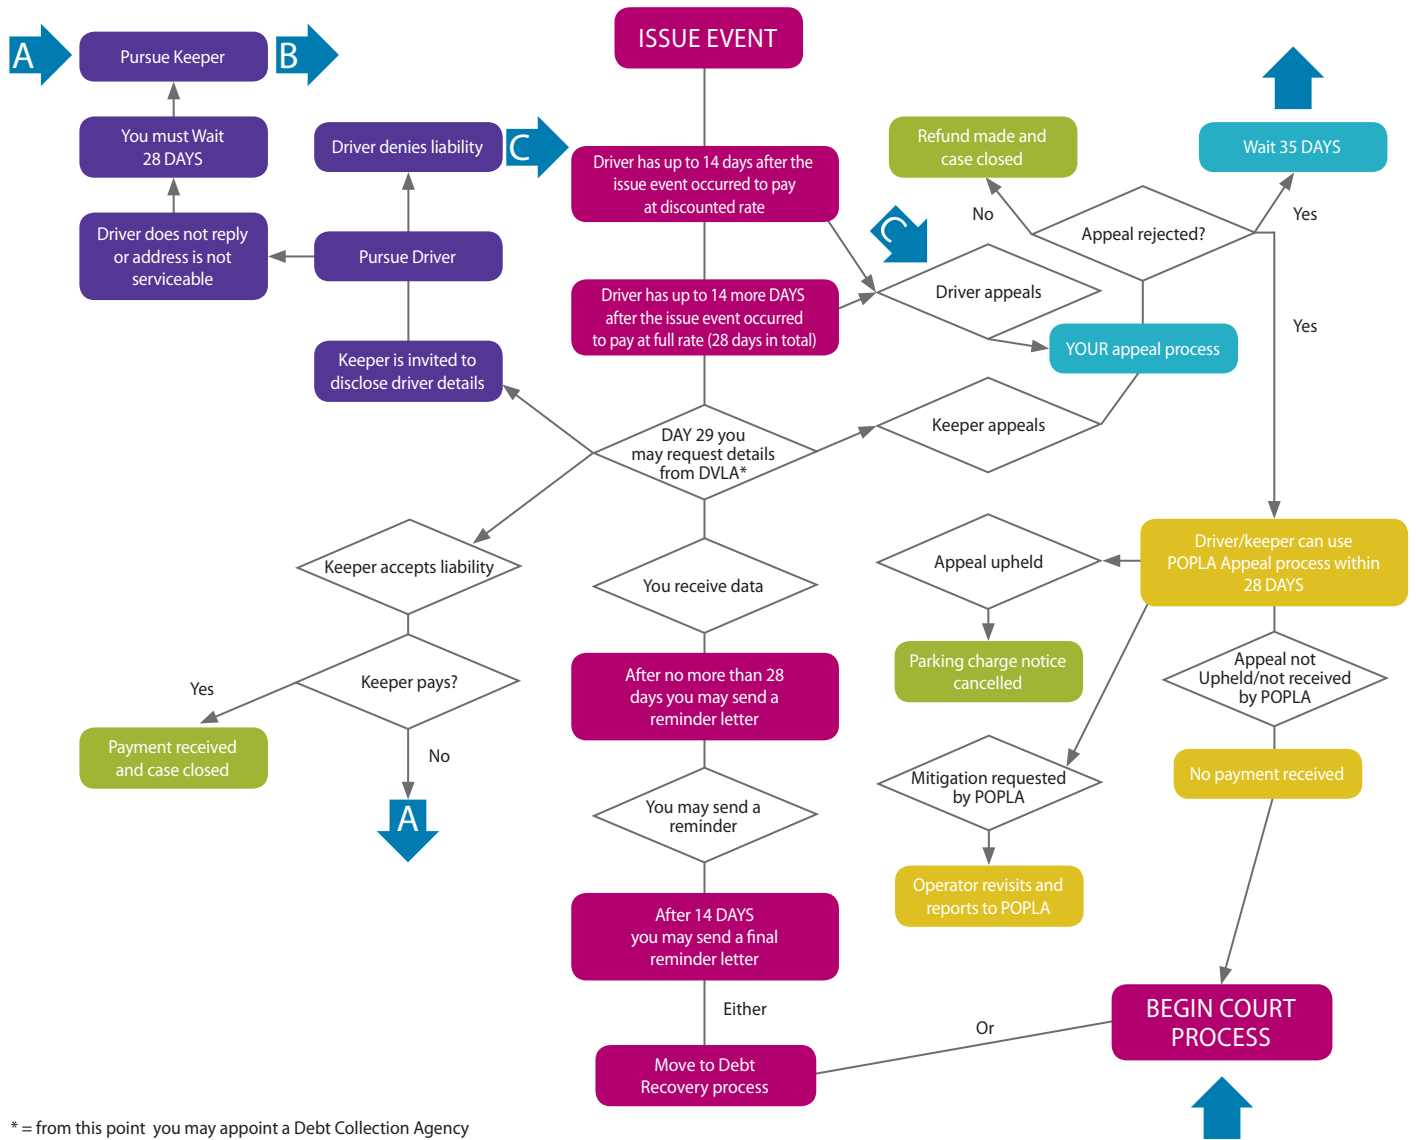 ISSUE EVENT
A
Pursue Keeper
B
You must Wait
28 DAYS
Driver denies liability
C
Driver does not reply
or address is not
serviceable
Pursue Driver
Keeper is invited to
disclose driver details
Driver has up to 14 days after the
issue event occurred to pay
at discounted rate
Driver has up to 14 more DAYS
after the issue event occurred
to pay at full rate (28 days in total)
C
Refund made and
case closed
Wait 35 DAYS
No
Yes
Appeal rejected?
Driver appeals
YOUR appeal process
Yes
Keeper appeals
DAY 29 you
may request details
from DVLA*
Keeper accepts liability
You receive data
Appeal upheld
Driver/keeper can use
POPLA Appeal process within
28 DAYS
Keeper pays?
Yes
No
Payment received
and case closed
A
After no more than 28
days you may send a
reminder letter
Parking charge notice
cancelled
Appeal not
Upheld/not received
by POPLA
You may send a
reminder
Mitigation requested
by POPLA
No payment received
Operator revisits and
reports to POPLA
After 14 DAYS
you may send a final
reminder letter
Either
Or
BEGIN COURT
PROCESS
Move to Debt
Recovery process
* = from this point you may appoint a Debt Collection Agency